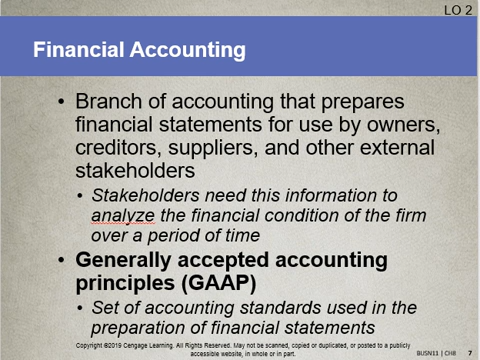 LO 2
Financial Accounting
• Branch of accounting that prepares
financial statements for use by owners,
creditors, suppliers, and other external
stakeholders
• Stakeholders need this information to
analyze the financial condition of the firm
over a period of time
• Generally accepted accounting
principles (GAAP)
• Set of accounting standards used in the
preparation of financial statements
Copyright ©2019 Cengage Learning. All Rights Reserved. May not be scanned, copied or duplicated, or posted to a publicly
accessible website, in whole or in part.
BUSN11 | CH8 7